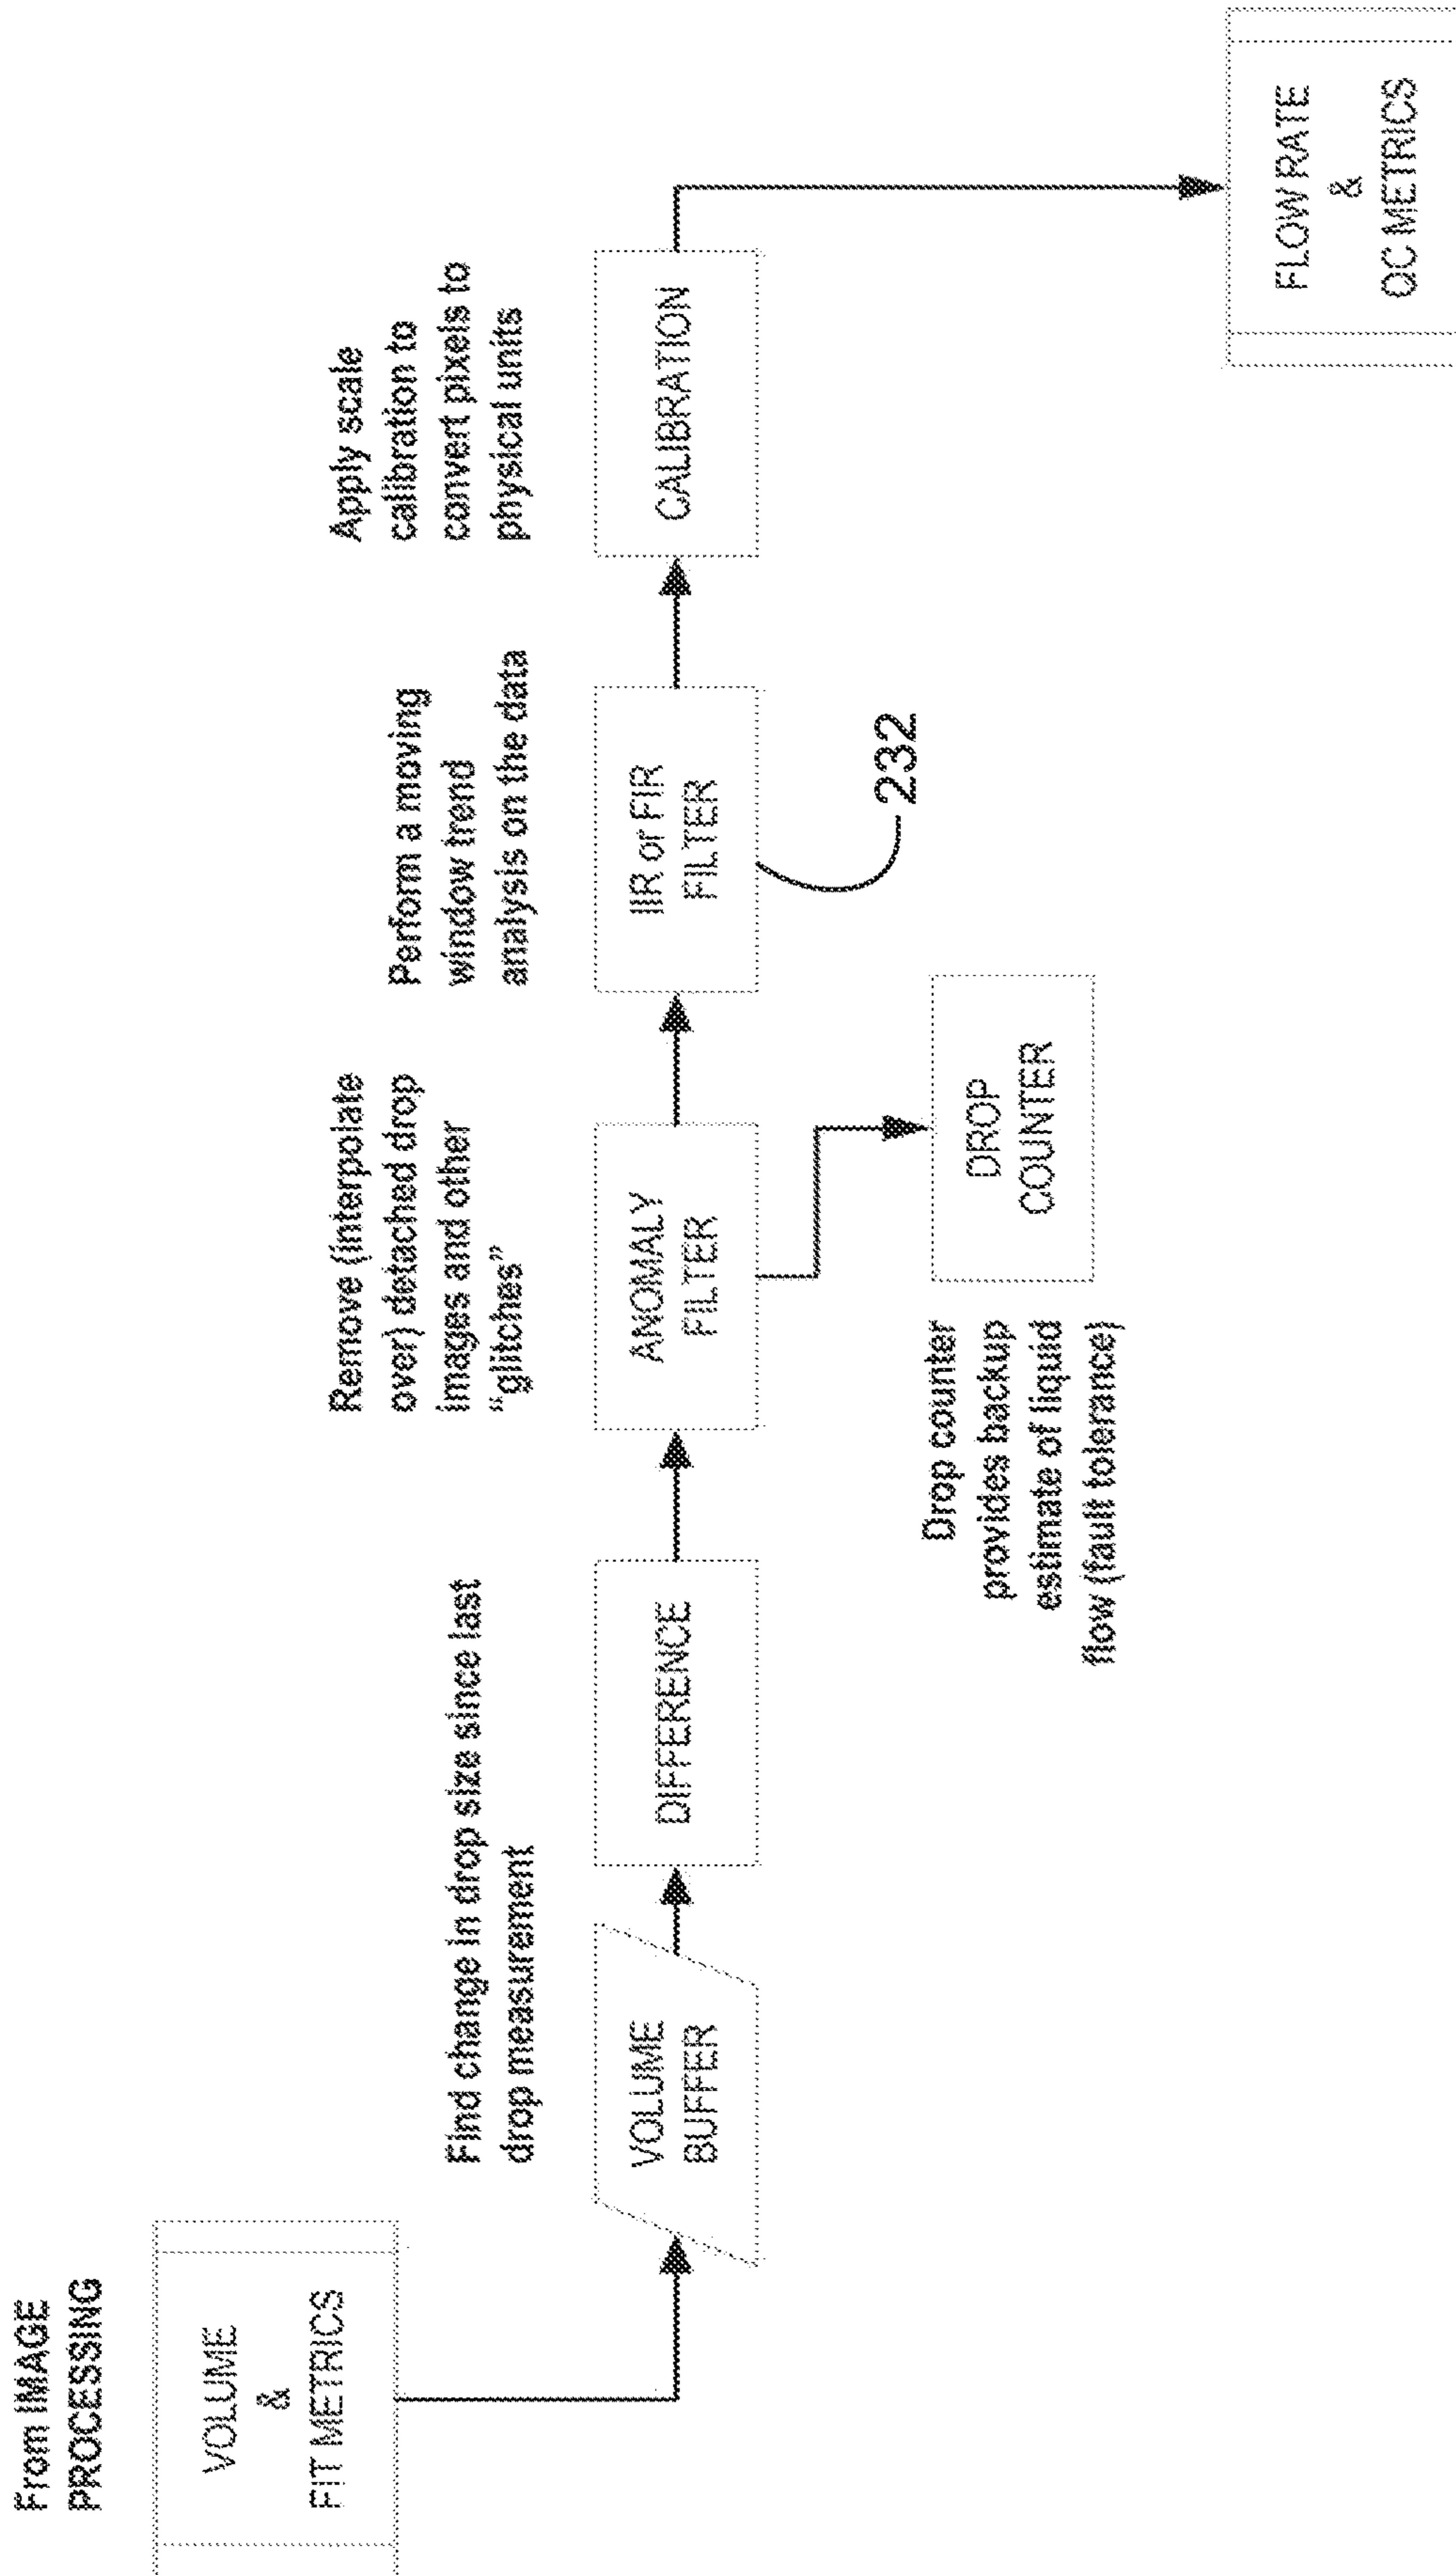 From IMAGE
PROCESSING
VOLUME
&
FIT METRICS
Find change in drop size since last
drop measurement
VOLUME
BUFFER
DIFFERENCE
Remove (interpolate
over) detached drop
images and other
“glitches”
ANOMALY
FILTER
Drop counter
provides backup
estimate of liquid
flow (fault tolerance)
DROP
COUNTER
Perform a moving
window trend
analysis on the data
IIR or FIR
FILTER
232
Apply scale
calibration to
convert pixels to
physical units
CALIBRATION
FLOW RATE
&
QC METRICS